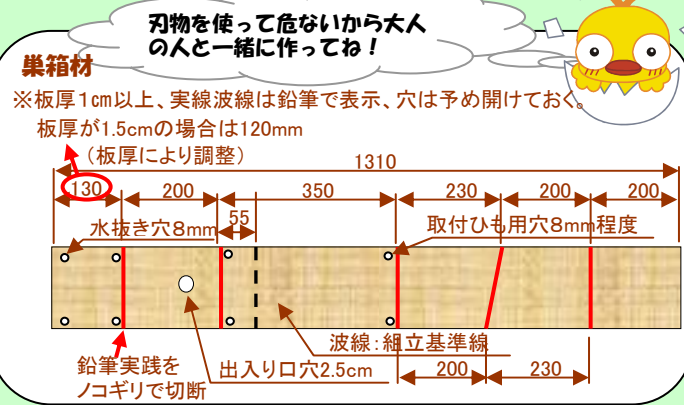 刃物を使って危ないから大人
の人と一緒に作ってね！
巣箱材
※板厚1㎝以上、実線波線は鉛筆で表示、穴は予め開けておく。
板厚が1.5cmの場合は120mm
（板厚により調整）
1310
130 200 350 230 200 200
水抜き穴8mm 55 取付ひも用穴8mm程度
波線：組立基準線
鉛筆実践を 出入り口穴2.5cm 200 230
ノコギリで切断